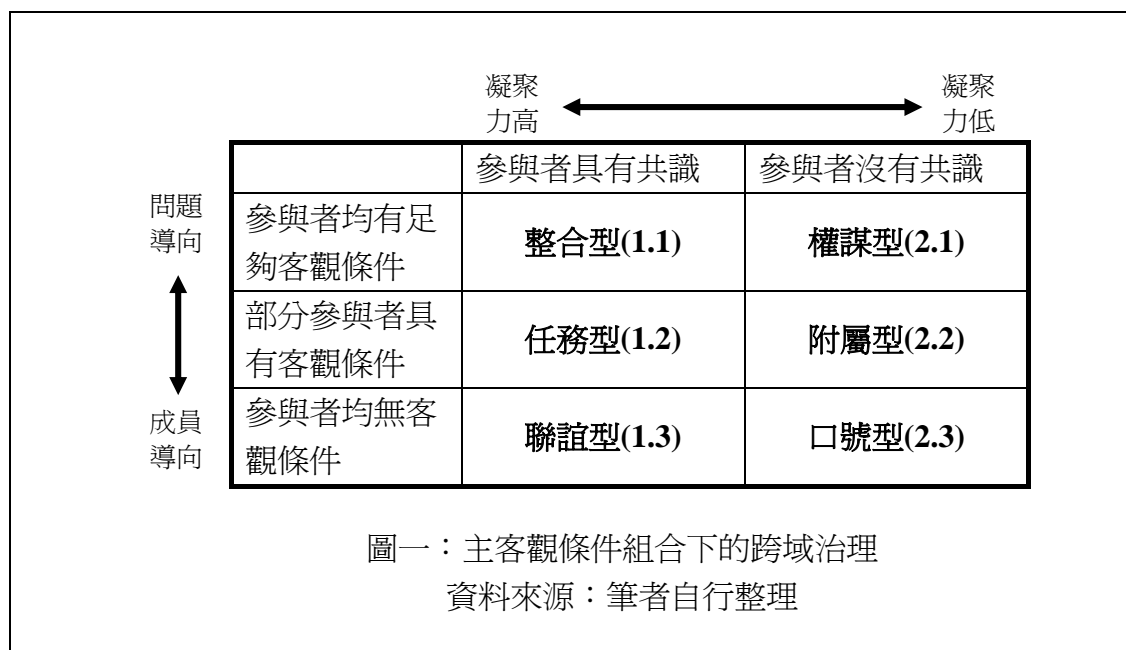 凝聚
力高
凝聚
力低
參與者具有共識
參與者沒有共識
問題
導向
參與者均有足
夠客觀條件
整合型(1.1)
權謀型(2.1)
部分參與者具
有客觀條件
任務型(1.2)
附屬型(2.2)
成員
導向
參與者均無客
觀條件
聯誼型(1.3)
口號型(2.3)
圖一：主客觀條件組合下的跨域治理
資料來源：筆者自行整理